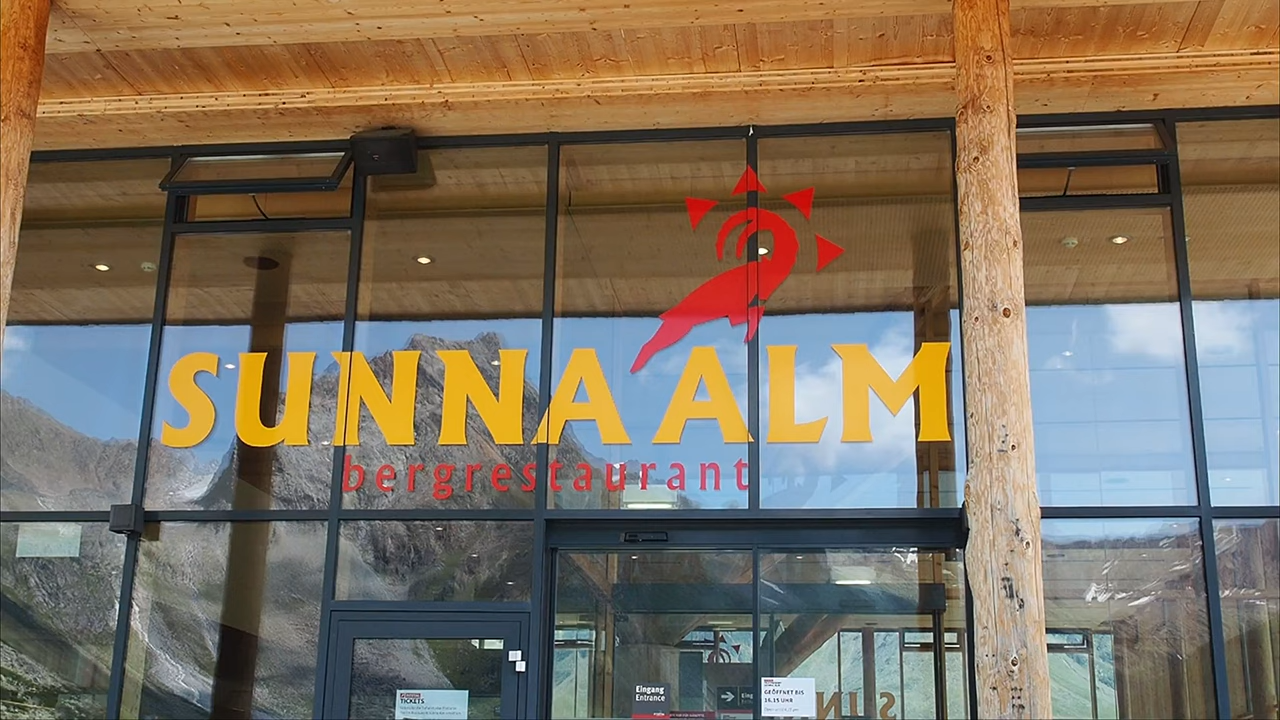 SUNNA ALM
bergrestaurant
TICKETS
Eingang
Entrance
GEÖFFNET BIS
16.15 UHR